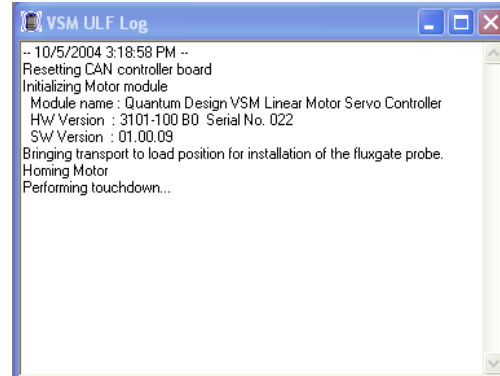 VSM ULF Log
-- 10/5/2004 3:18:58 PM --
Resetting CAN controller board
Initializing Motor module
Module name : Quantum Design VSM Linear Motor Servo Controller
HW Version : 3101-100 B0 Serial No. 022
SW Version : 01.00.09
Bringing transport to load position for installation of the fluxgate probe.
Homing Motor
Performing touchdown...